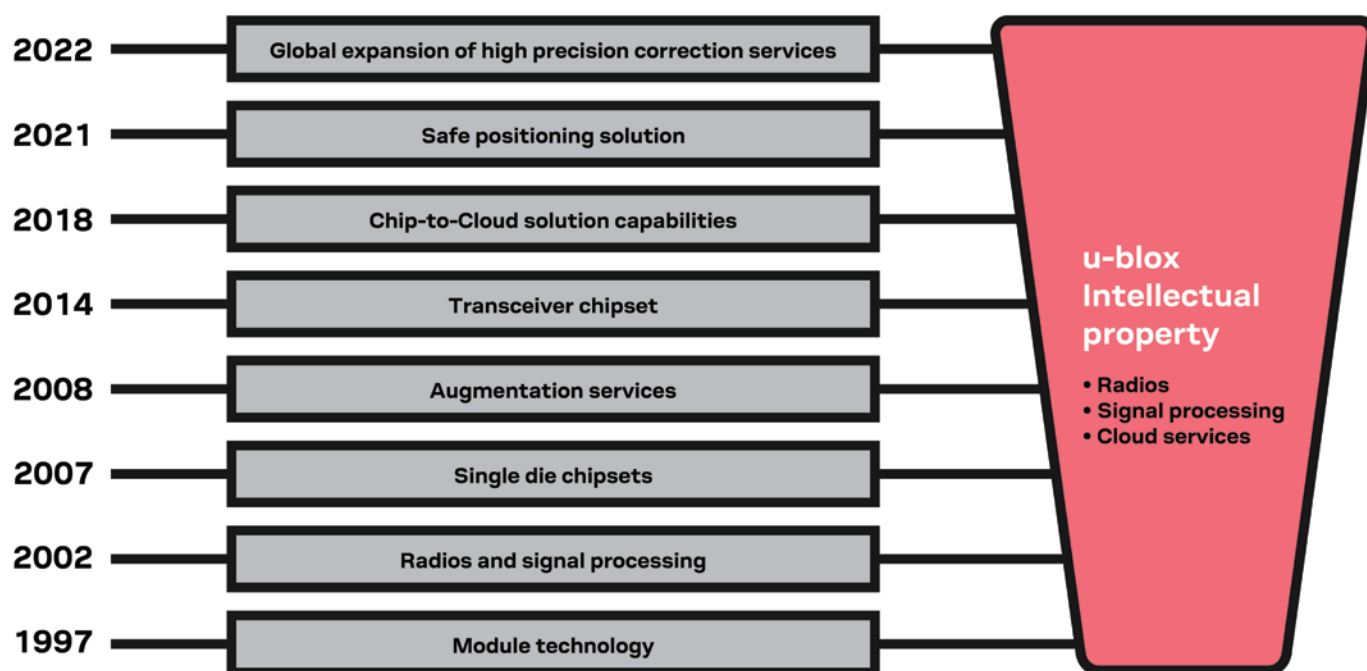 2022
Global expansion of high precision correction services
2021
Safe positioning solution
2018
Chip-to-Cloud solution capabilities
2014
Transceiver chipset
2008
Augmentation services
2007
Single die chipsets
2002
Radios and signal processing
1997
Module technology
u-blox
Intellectual
property
• Radios
• Signal processing
• Cloud services